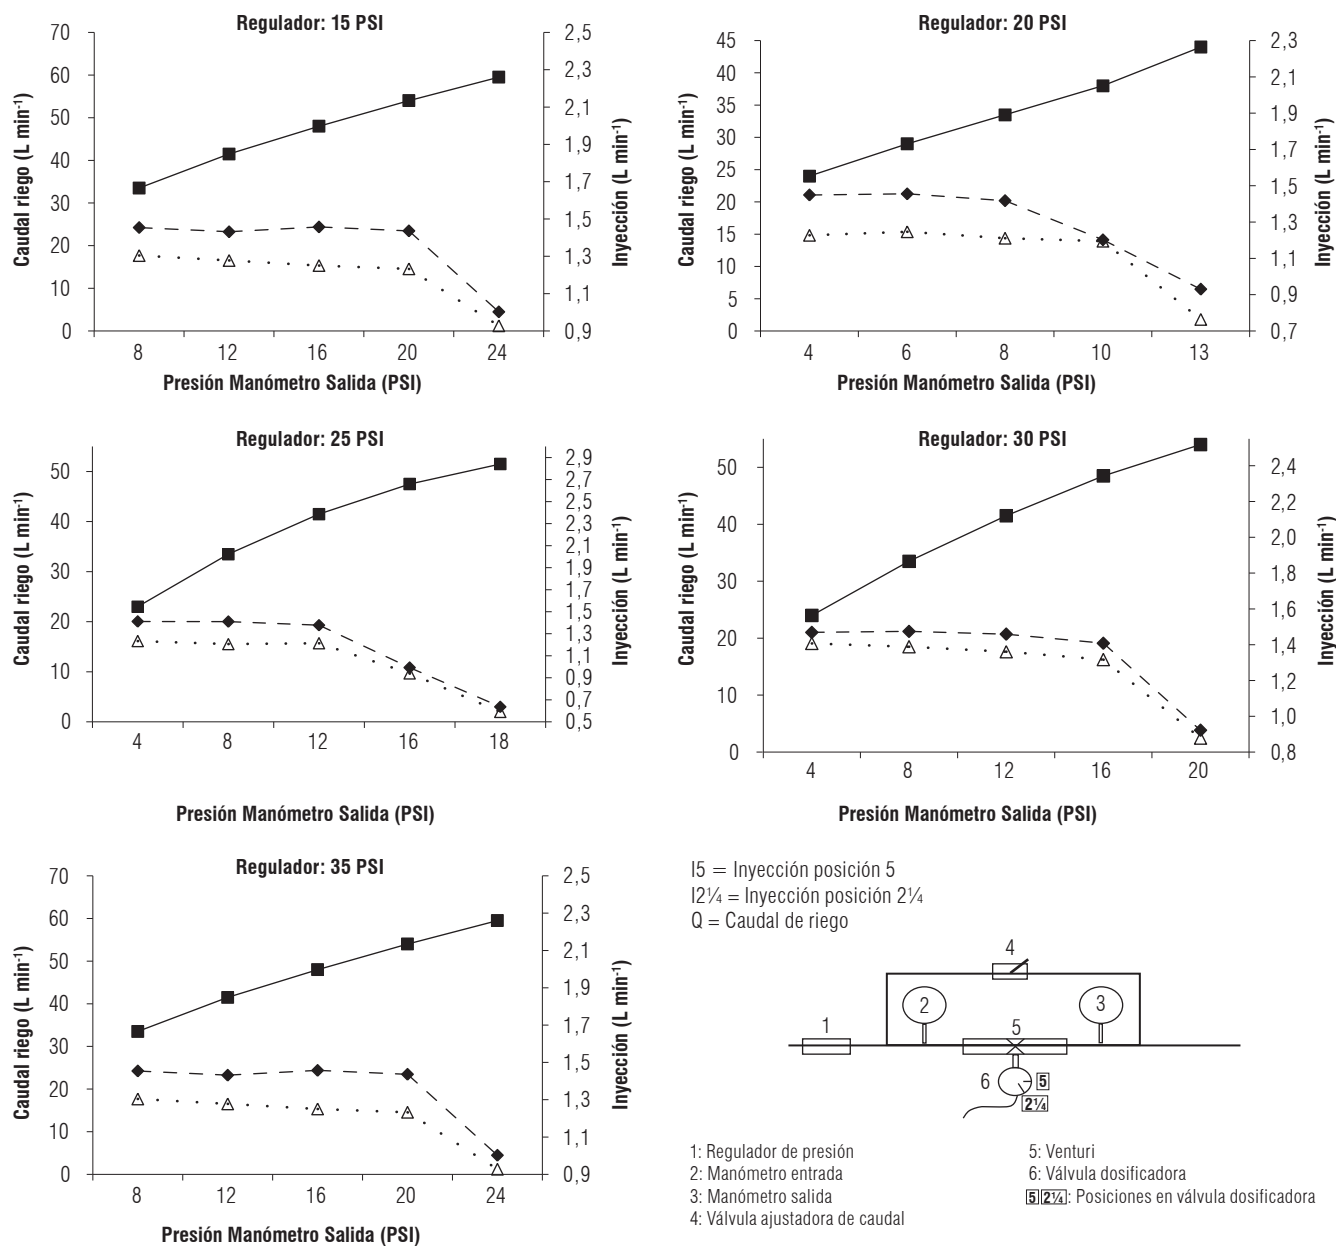 Regulador: 15 PSI
70
60
50
40
30
20
10
0
2,5
2,3
2,1
1,9
1,7
1,5
1,3
1,1
0,9
8 12 16 20 24
Caudal riego (L min-1)
Inyección (L min-1)
Presión Manómetro Salida (PSI)
Regulador: 20 PSI
45
40
35
30
25
20
15
10
5
0
2,3
2,1
1,9
1,7
1,5
1,3
1,1
0,9
0,7
4 6 8 10 13
Caudal riego (L min-1)
Inyección (L min-1)
Presión Manómetro Salida (PSI)
Regulador: 25 PSI
50
40
30
20
10
0
2,9
2,7
2,5
2,3
2,1
1,9
1,7
1,5
1,3
1,1
0,9
0,7
0,5
4 8 12 16 18
Caudal riego (L min-1)
Inyección (L min-1)
Presión Manómetro Salida (PSI)
Regulador: 30 PSI
50
40
30
20
10
0
2,4
2,2
2,0
1,8
1,6
1,4
1,2
1,0
0,8
4 8 12 16 20
Caudal riego (L min-1)
Inyección (L min-1)
Presión Manómetro Salida (PSI)
Regulador: 35 PSI
70
60
50
40
30
20
10
0
2,5
2,3
2,1
1,9
1,7
1,5
1,3
1,1
0,9
8 12 16 20 24
Caudal riego (L min-1)
Inyección (L min-1)
Presión Manómetro Salida (PSI)
I5 = Inyección posición 5
I2¼ = Inyección posición 2¼
Q = Caudal de riego
4
2
3
1
5
6
5
2¼
1: Regulador de presión
2: Manómetro entrada
3: Manómetro salida
4: Válvula ajustadora de caudal
5: Venturi
6: Válvula dosificadora
5 2¼: Posiciones en válvula dosificadora